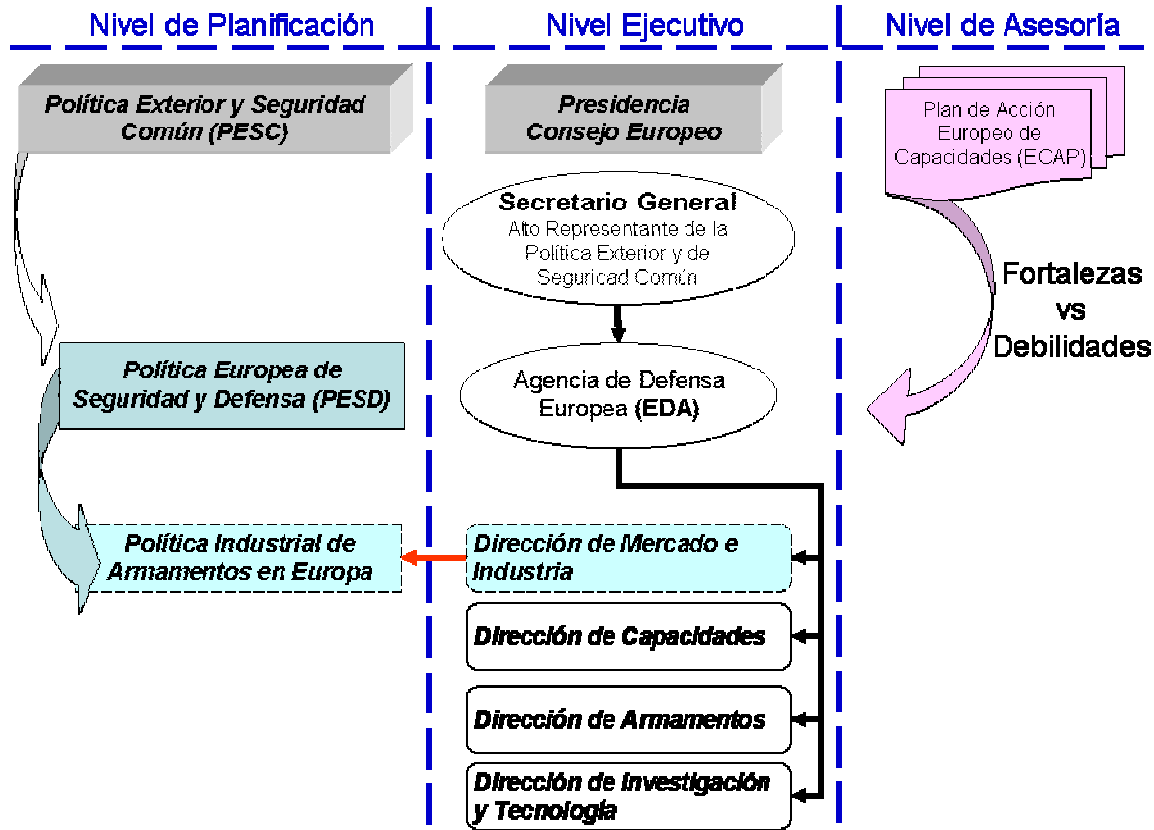 Nivel de Planificación
Nivel Ejecutivo
Nivel de Asesoría
Política Exterior y Seguridad
Común (PESC)
Presidencia
Consejo Europeo
Plan de Acción
Europeo de
Capacidades (ECAP)
Secretario General
Alto Representante de la
Política Exterior y de
Seguricad Común
Fortalezas
vs
Debilidades
Política Europea de
Seguridad y Defensa (PESD)
Agencia de Defensa
Europea (EDA)
Política Industrial de
Armamentos en Europa
Dirección de Mercado e
Industria
Dirección de Capacidades
Dirección de Armamentos
Dirección de Investigación
y Tecnología